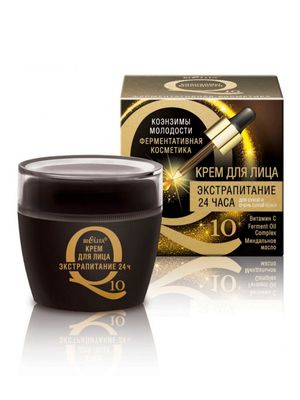 КОЭНЗИМЫ
МОЛОДОСТИ
ФЕРМЕНТАТИВНАЯ
КОСМЕТИКА
Q10
КРЕМ ДЛЯ ЛИЦА
ЭКСТРАПИТАНИЕ
24 ЧАСА
для сухой и
очень сухой кожи
Витамин С
Ferment Oil
Complex
Миндальное
масло
BIELITA
КРЕМ
ДЛЯ ЛИЦА
ЭКСТРАПИТАНИЕ 24ч
Q10